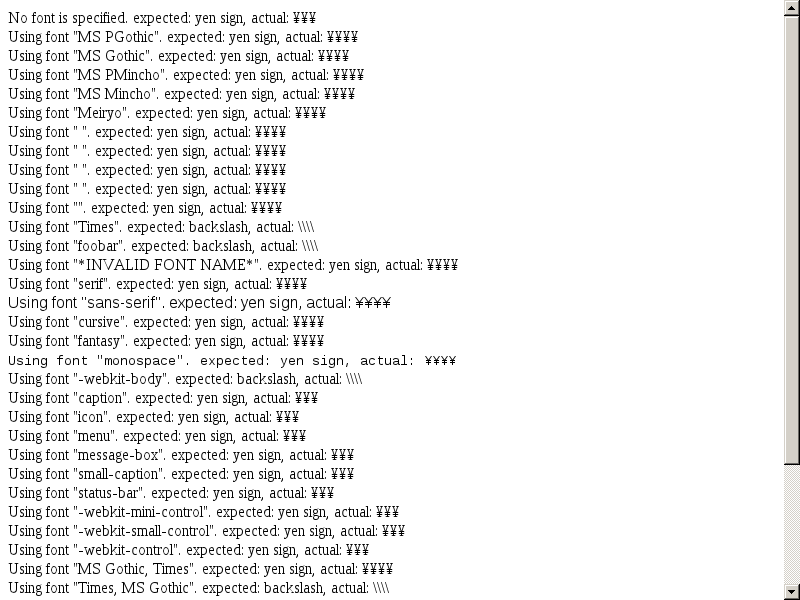 No font is specified. expected: yen sign, actual: ¥¥¥
Using font "MS PGothic". expected: yen sign, actual: ¥¥¥¥
Using font "MS Gothic". expected: yen sign, actual: ¥¥¥¥
Using font "MS PMincho". expected: yen sign, actual: ¥¥¥¥
Using font "MS Mincho". expected: yen sign, actual: ¥¥¥¥
Using font "Meiryo". expected: yen sign, actual: ¥¥¥¥
Using font " ". expected: yen sign, actual: ¥¥¥¥
Using font " ". expected: yen sign, actual: ¥¥¥¥
Using font " ". expected: yen sign, actual: ¥¥¥¥
Using font " ". expected: yen sign, actual: ¥¥¥¥
Using font "". expected: yen sign, actual: ¥¥¥¥
Using font "Times". expected: backslash, actual: \\\\
Using font "foobar". expected: backslash, actual: \\\\
Using font "*INVALID FONT NAME*". expected: yen sign, actual: ¥¥¥¥
Using font "serif". expected: yen sign, actual: ¥¥¥¥
Using font "sans-serif". expected: yen sign, actual: ¥¥¥¥
Using font "cursive". expected: yen sign, actual: ¥¥¥¥
Using font "fantasy". expected: yen sign, actual: ¥¥¥¥
Using font "monospace". expected: yen sign, actual: ¥¥¥¥
Using font "-webkit-body". expected: backslash, actual: \\\\
Using font "caption". expected: yen sign, actual: ¥¥¥
Using font "icon". expected: yen sign, actual: ¥¥¥
Using font "menu". expected: yen sign, actual: ¥¥¥
Using font "message-box". expected: yen sign, actual: ¥¥¥
Using font "small-caption". expected: yen sign, actual: ¥¥¥
Using font "status-bar". expected: yen sign, actual: ¥¥¥
Using font "-webkit-mini-control". expected: yen sign, actual: ¥¥¥
Using font "-webkit-small-control". expected: yen sign, actual: ¥¥¥
Using font "-webkit-control". expected: yen sign, actual: ¥¥¥
Using font "MS Gothic, Times". expected: yen sign, actual: ¥¥¥¥
Using font "Times, MS Gothic". expected: backslash, actual: \\\\